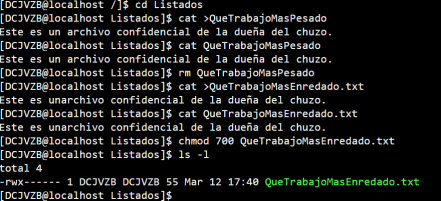 [DCJVZB@localhost /]$ cd Listados
[DCJVZB@localhost Listados]$ cat >QueTrabajoMasPesado
Este es un archivo confidencial de la dueña del chuzo.
[DCJVZB@localhost Listados]$ cat QueTrabajoMasPesado
Este es un archivo confidencial de la dueña del chuzo.
[DCJVZB@localhost Listados]$ rm QueTrabajoMasPesado
[DCJVZB@localhost Listados]$ cat >QueTrabajoMasEnredado.txt
Este es unarchivo confidencial de la dueña del chuzo.
[DCJVZB@localhost Listados]$ cat QueTrabajoMasEnredado.txt
Este es unarchivo confidencial de la dueña del chuzo.
[DCJVZB@localhost Listados]$ chmod 700 QueTrabajoMasEnredado.txt
[DCJVZB@localhost Listados]$ ls -l
total 4
-rwx------ 1 DCJVZB DCJVZB 55 Mar 12 17:40 QueTrabajoMasEnredado.txt
[DCJVZB@localhost Listados]$